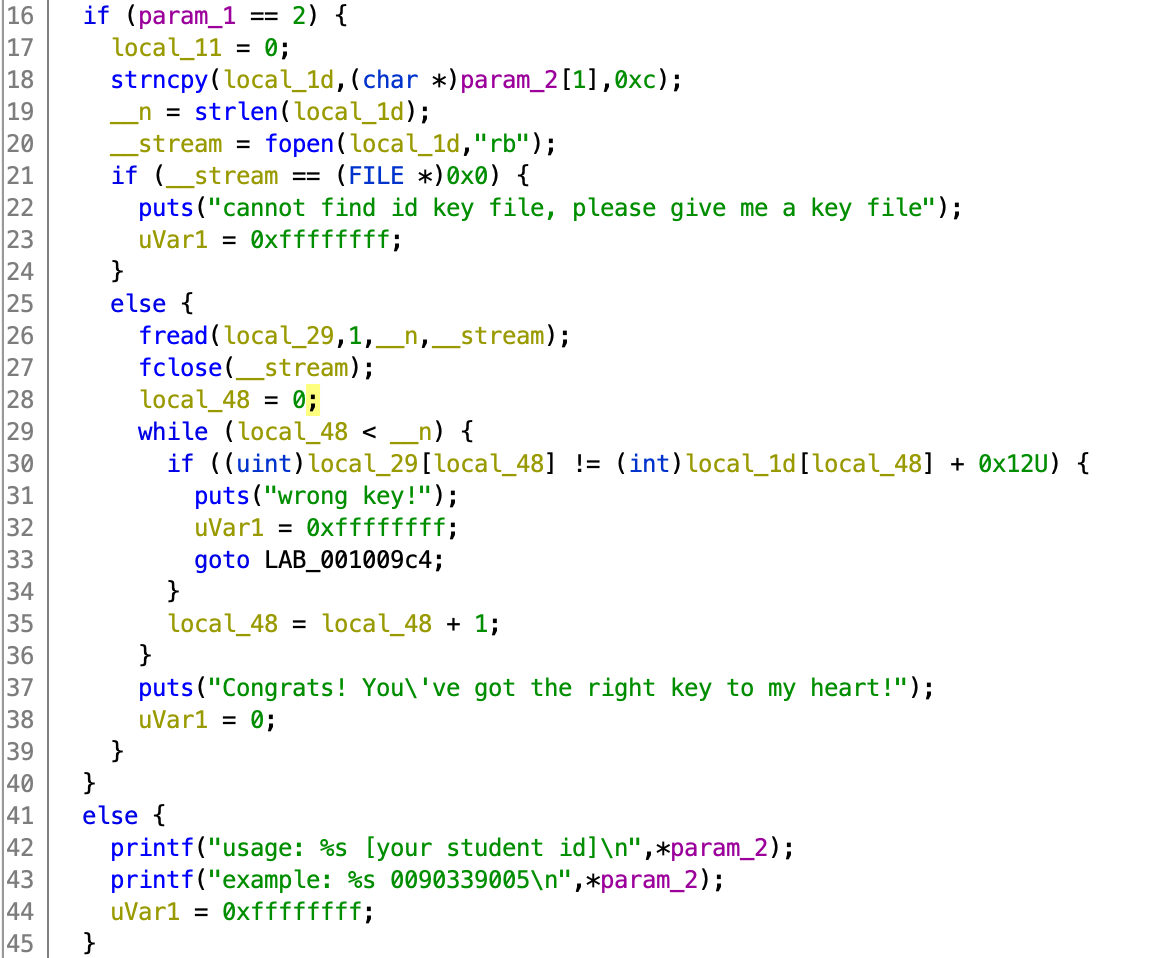 16 if (param_1 == 2) {
17 local_11 = 0;
18 strncpy(local_1d,(char *)param_2[1],0xc);
19 __n = strlen(local_1d);
20 __stream = fopen(local_1d,"rb");
21 if (__stream == (FILE *)0x0) {
22 puts("cannot find id key file, please give me a key file");
23 uVar1 = 0xffffffff;
24 }
25 else {
26 fread(local_29,1,__n,__stream);
27 fclose(__stream);
28 local_48 = 0;
29 while (local_48 < __n) {
30 if ((uint)local_29[local_48] != (int)local_1d[local_48] + 0x12U) {
31 puts("wrong key!");
32 uVar1 = 0xffffffff;
33 goto LAB_001009c4;
34 }
35 local_48 = local_48 + 1;
36 }
37 puts("Congrats! You\'ve got the right key to my heart!");
38 uVar1 = 0;
39 }
40 }
41 else {
42 printf("usage: %s [your student id]\n",*param_2);
43 printf("example: %s 0090339005\n",*param_2);
44 uVar1 = 0xffffffff;
45 }